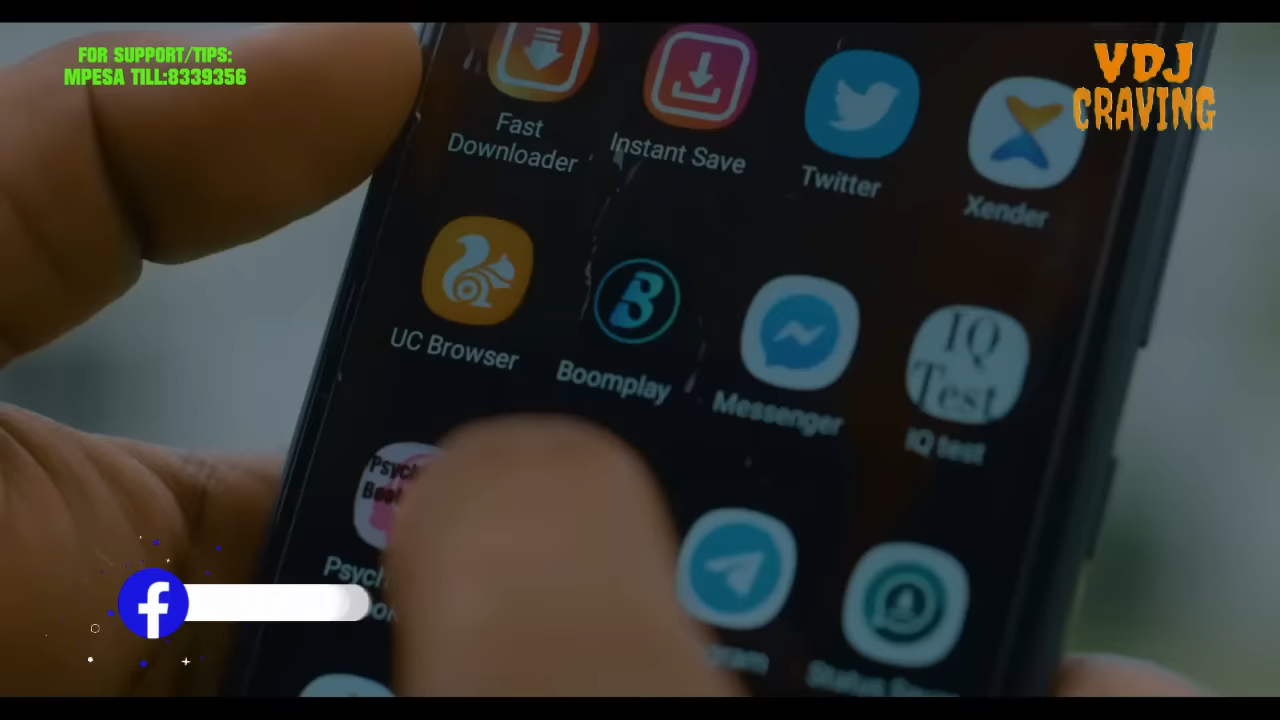 FOR SUPPORT/TIPS:
MPESA TILL:8339356
VDJ
CRAVING
Fast
Downloader
Instant Save
Twitter
Xender
UC Browser
Boomplay
Messenger
IQ
Test
IQ test
Status